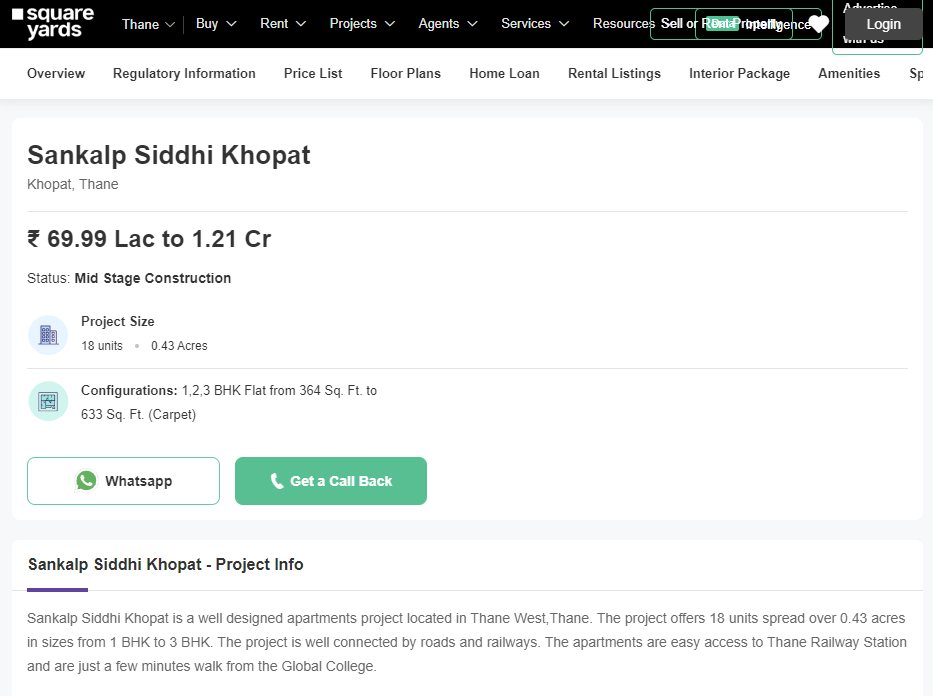 square yards
Thane Buy Rent Projects Agents Services Resources Sell or Rent Property Data Intelligence Advertise with us Login
Overview Regulatory Information Price List Floor Plans Home Loan Rental Listings Interior Package Amenities Sp
Sankalp Siddhi Khopat
Khopat, Thane
₹ 69.99 Lac to 1.21 Cr
Status: Mid Stage Construction
Project Size
18 units • 0.43 Acres
Configurations: 1,2,3 BHK Flat from 364 Sq. Ft. to
633 Sq. Ft. (Carpet)
Whatsapp Get a Call Back
Sankalp Siddhi Khopat - Project Info
Sankalp Siddhi Khopat is a well designed apartments project located in Thane West,Thane. The project offers 18 units spread over 0.43 acres
in sizes from 1 BHK to 3 BHK. The project is well connected by roads and railways. The apartments are easy access to Thane Railway Station
and are just a few minutes walk from the Global College.